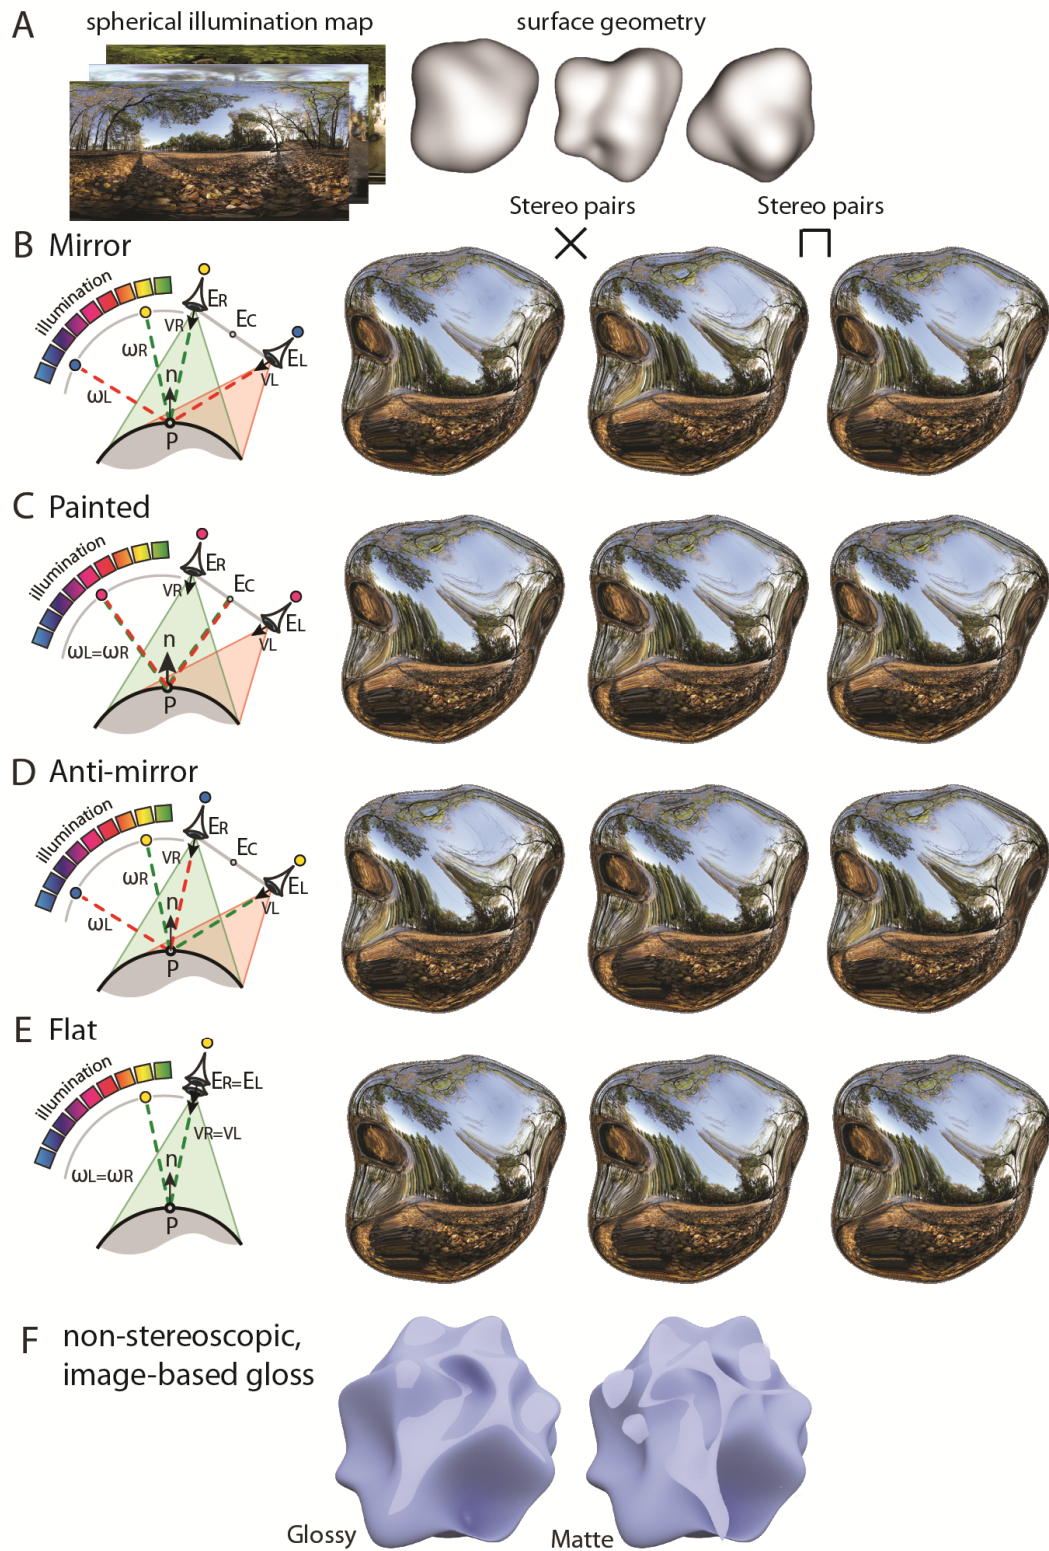 A
spherical illumination map
surface geometry
Stereo pairs
Stereo pairs
B Mirror
illumination
ER
VR
EC
EL
VL
ωR
ωL
n
P
C Painted
illumination
ER
VR
EC
EL
VL
ωL=ωR
n
P
D Anti-mirror
illumination
ER
VR
EC
EL
VL
ωR
ωL
n
P
E Flat
illumination
ER=EL
VR=VL
ωL=ωR
n
P
F non-stereoscopic,
image-based gloss
Glossy
Matte